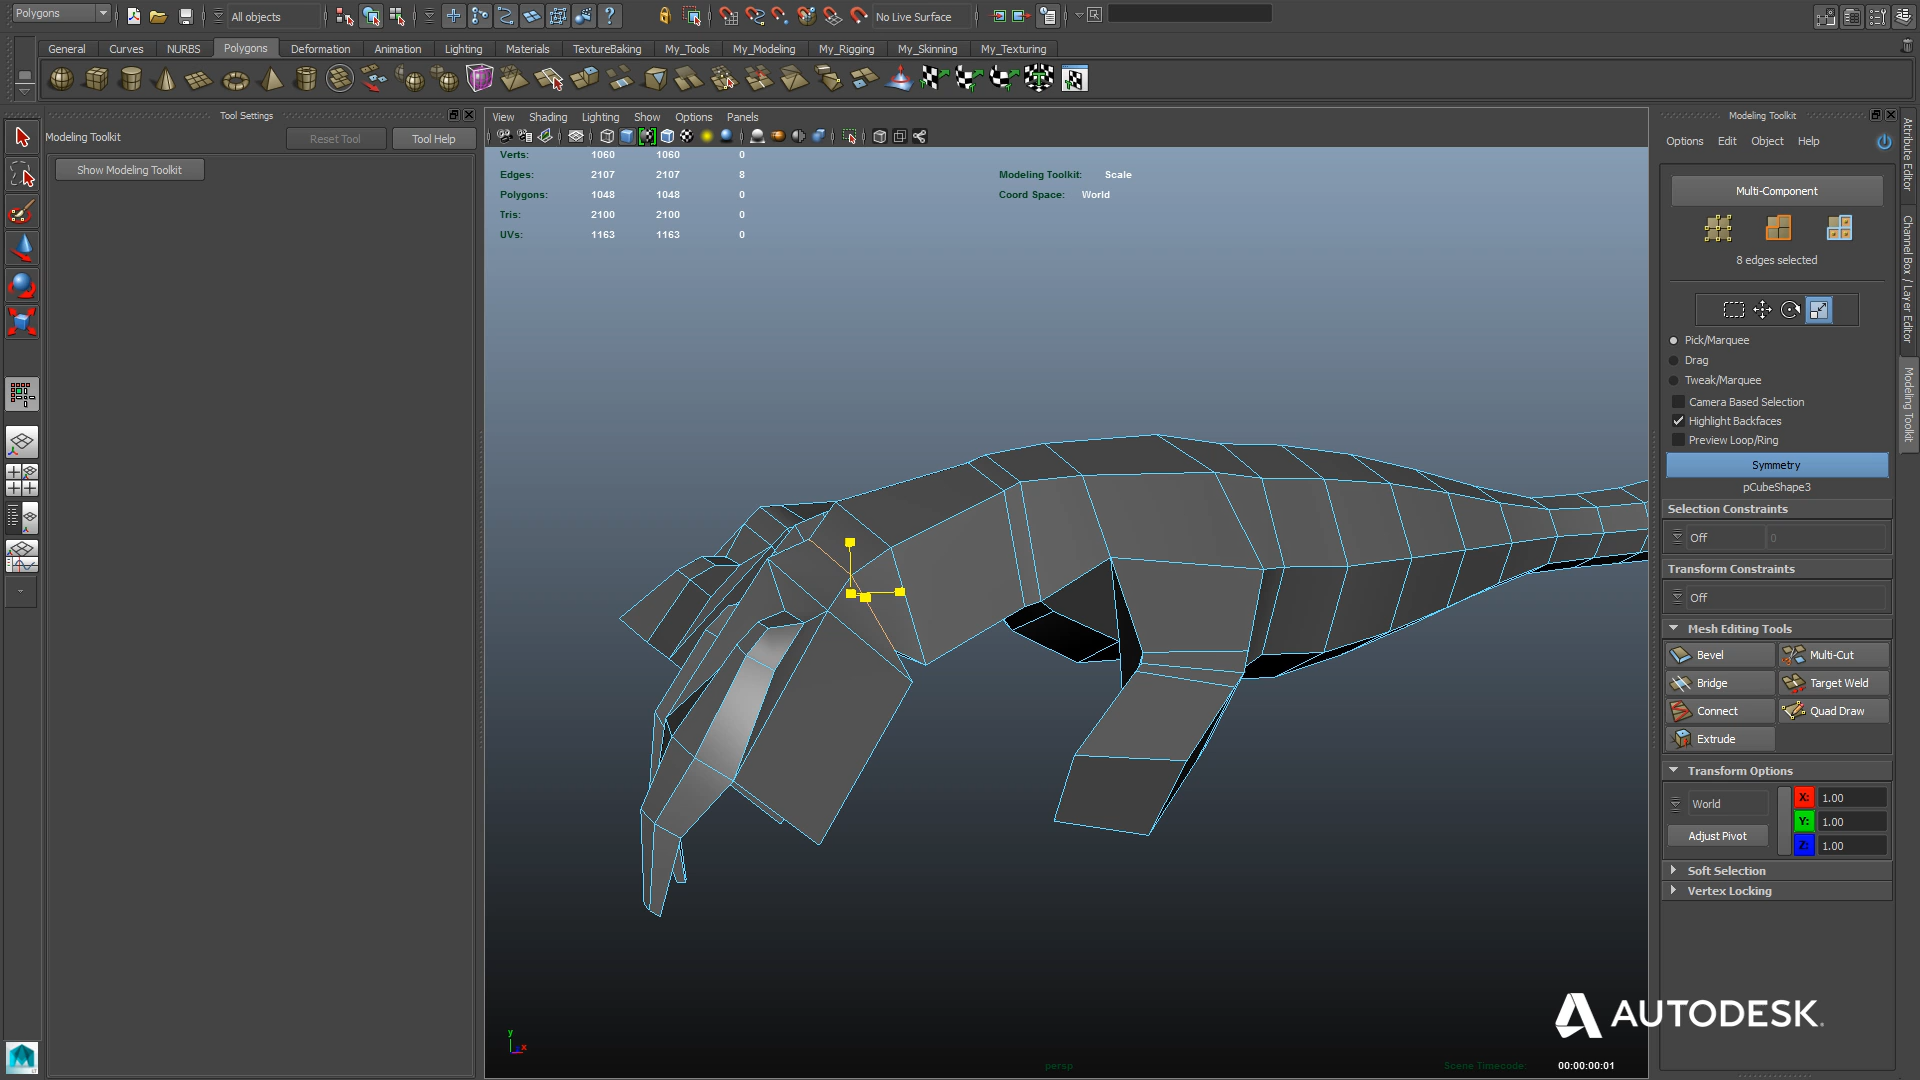 Polygons
All objects
No Live Surface
General Curves NURBS Polygons Deformation Animation Lighting Materials TextureBaking My_Tools My_Modeling My_Rigging My_Skinning My_Texturing
Tool Settings
Modeling Toolkit
Reset Tool
Tool Help
Show Modeling Toolkit
View Shading Lighting Show Options Panels
Verts: 1060 1060 0
Edges: 2107 2107 8
Polygons: 1048 1048 0
Tris: 2100 2100 0
UVs: 1163 1163 0
Modeling Toolkit: Scale
Coord Space: World
y
x
persp
Scene Timecode: 00:00:00:01
AUTODESK.
Modeling Toolkit
Options Edit Object Help
Multi-Component
8 edges selected
Pick/Marquee
Drag
Tweak/Marquee
Camera Based Selection
Highlight Backfaces
Preview Loop/Ring
Symmetry
pCubeShape3
Selection Constraints
Off 0
Transform Constraints
Off
Mesh Editing Tools
Bevel Multi-Cut
Bridge Target Weld
Connect Quad Draw
Extrude
Transform Options
World
X: 1.00
Y: 1.00
Adjust Pivot
Z: 1.00
Soft Selection
Vertex Locking
Attribute Editor
Channel Box / Layer Editor
Modeling Toolkit